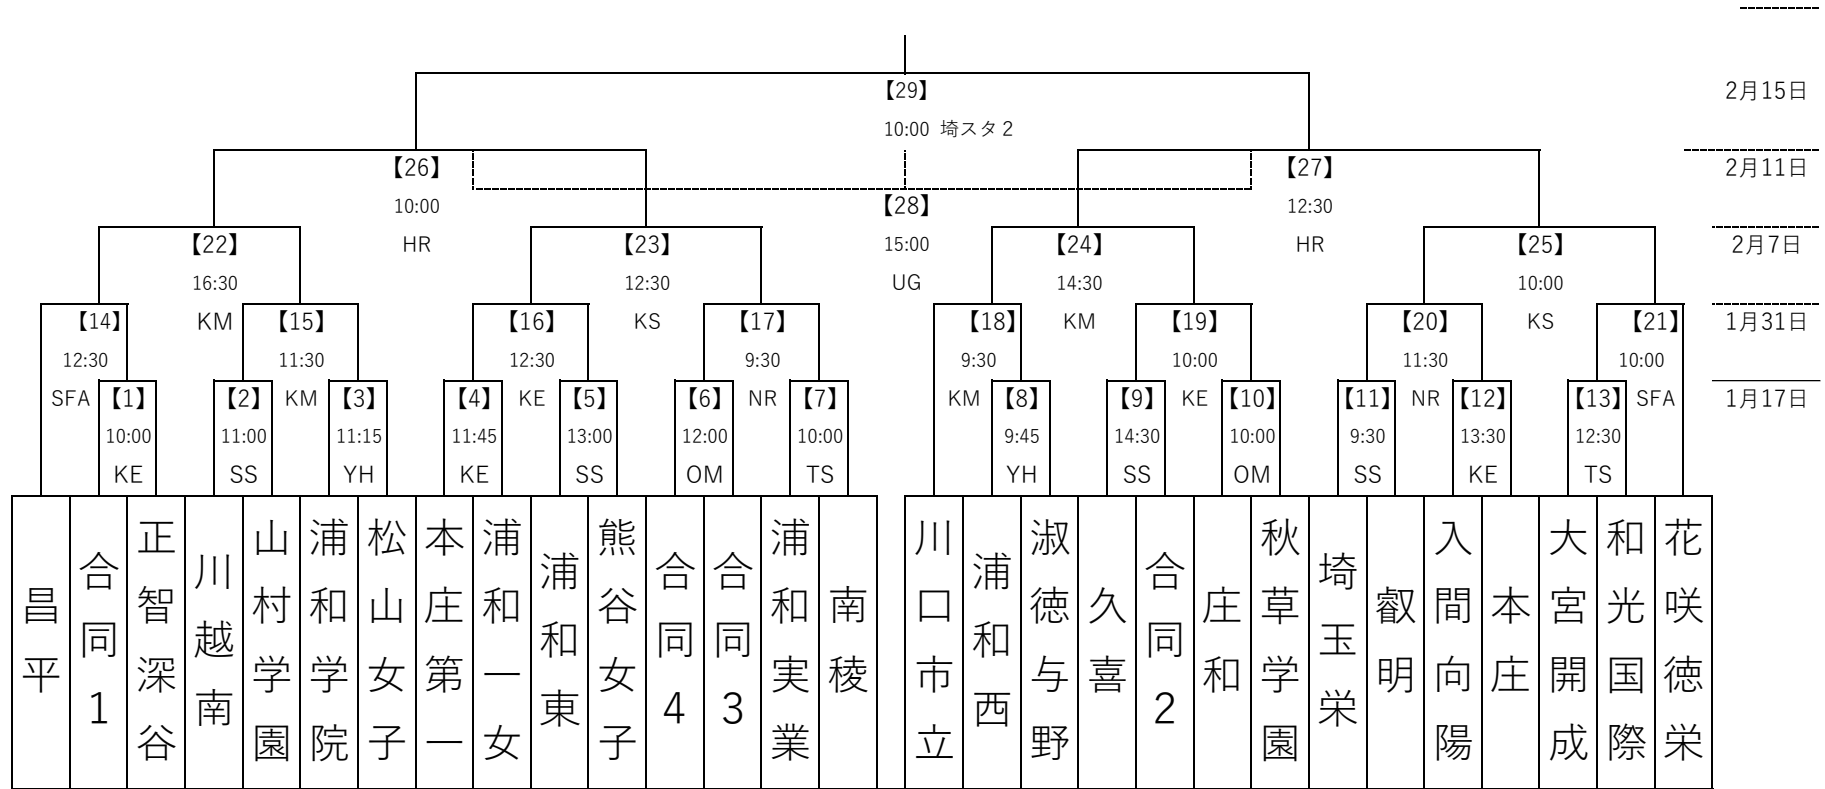 【29】
2月15日
10:00 埼スタ２
【26】
【27】
2月11日
10:00
【28】
12:30
HR
【22】
【23】
15:00
【24】
HR
【25】
2月7日
16:30
12:30
UG
14:30
10:00
【14】
KM
【15】
【16】
KS
【17】
【18】
KM
【19】
【20】
KS
【21】
1月31日
12:30
11:30
12:30
9:30
9:30
10:00
11:30
10:00
SFA
【1】
【2】
KM
【3】
【4】
KE
【5】
【6】
NR
【7】
KM
【8】
【9】
KE
【10】
【11】
NR
【12】
【13】
SFA
1月17日
10:00
11:00
11:15
11:45
13:00
12:00
10:00
9:45
14:30
10:00
9:30
13:30
12:30
KE
SS
YH
KE
SS
OM
TS
YH
SS
OM
SS
KE
TS
昌平
合同1
正智深谷
川越南
山村学園
浦和学院
松山女子
本庄第一
浦和一女
浦和東
熊谷女子
合同4
合同3
浦和実業
南稜
川口市立
浦和西
淑徳与野
久喜
合同2
庄和
秋草学園
埼玉栄
叡明
入間向陽
本庄
大宮開成
和光国際
花咲徳栄